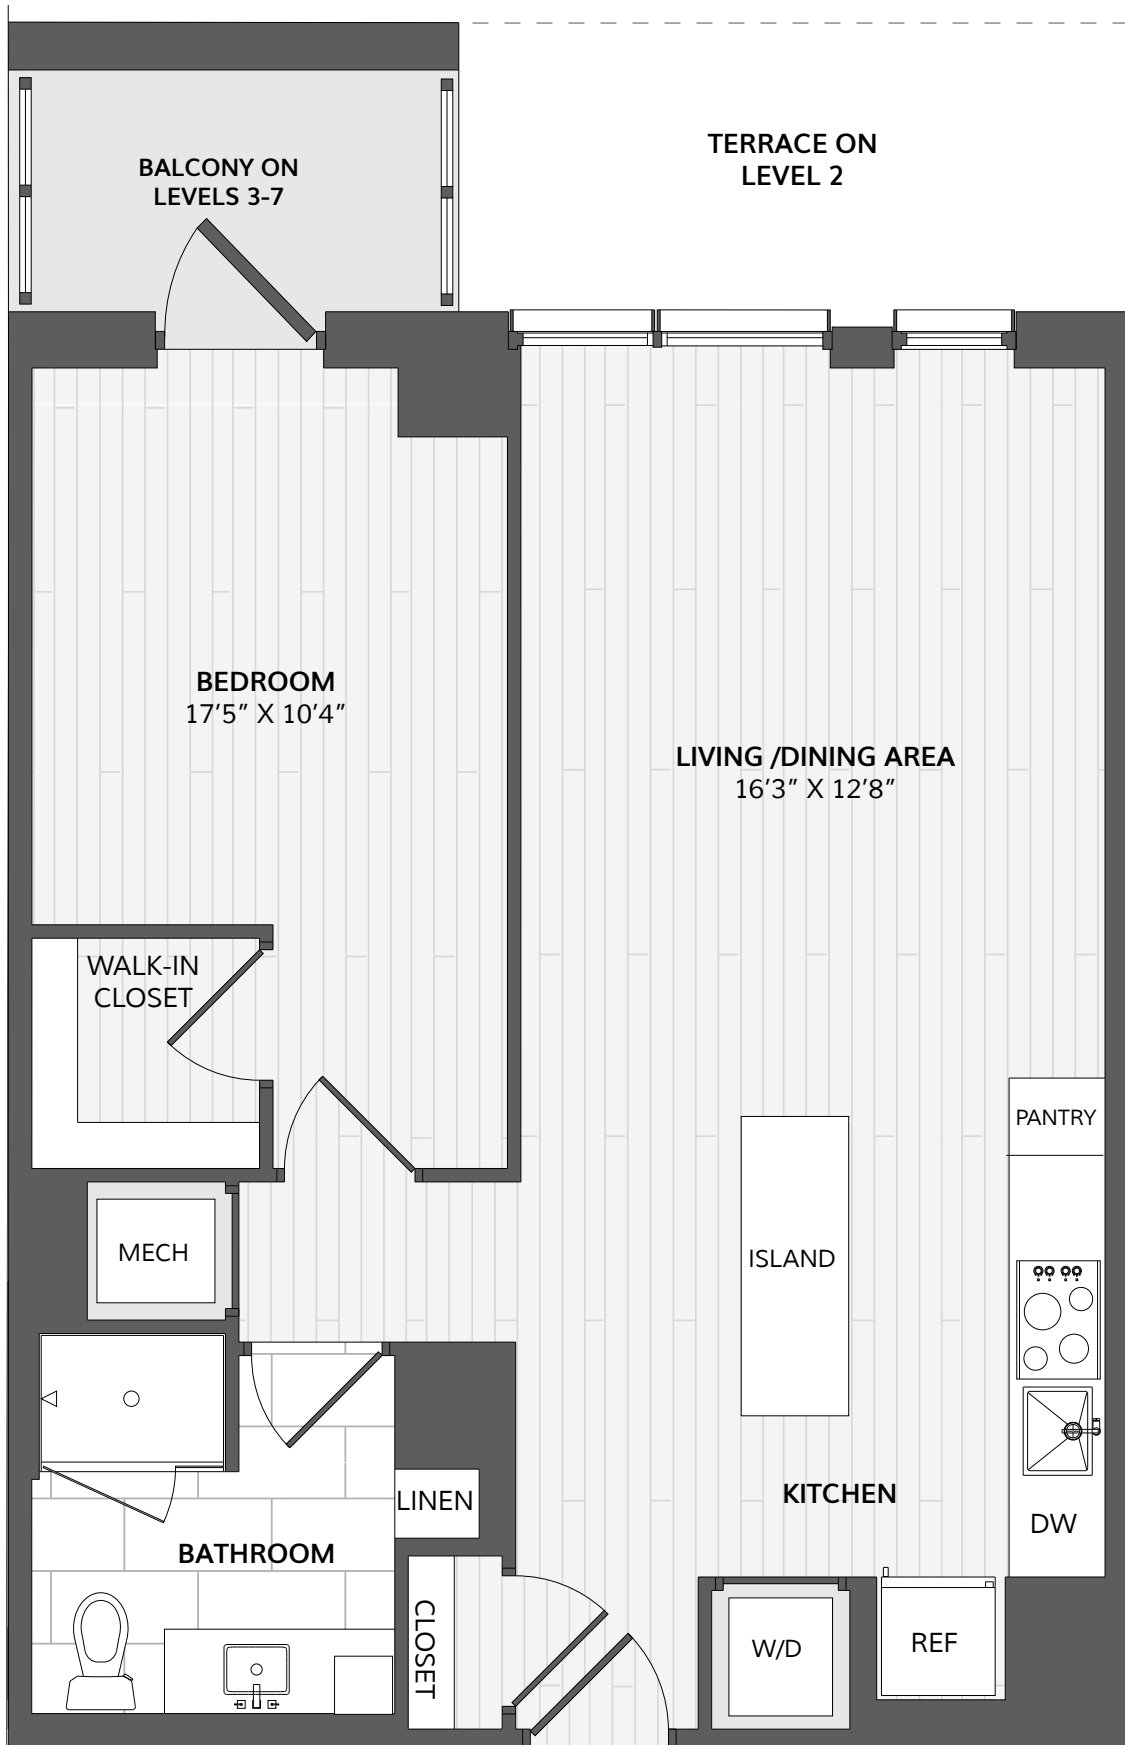 TERRACE ON
LEVEL 2
BALCONY ON
LEVELS 3-7
BEDROOM
17’5” X 10’4”
LIVING /DINING AREA
16’3” X 12’8”
WALK-IN
CLOSET
PANTRY
MECH
ISLAND
KITCHEN
LINEN
DW
BATHROOM
CLOSET
W/D
REF